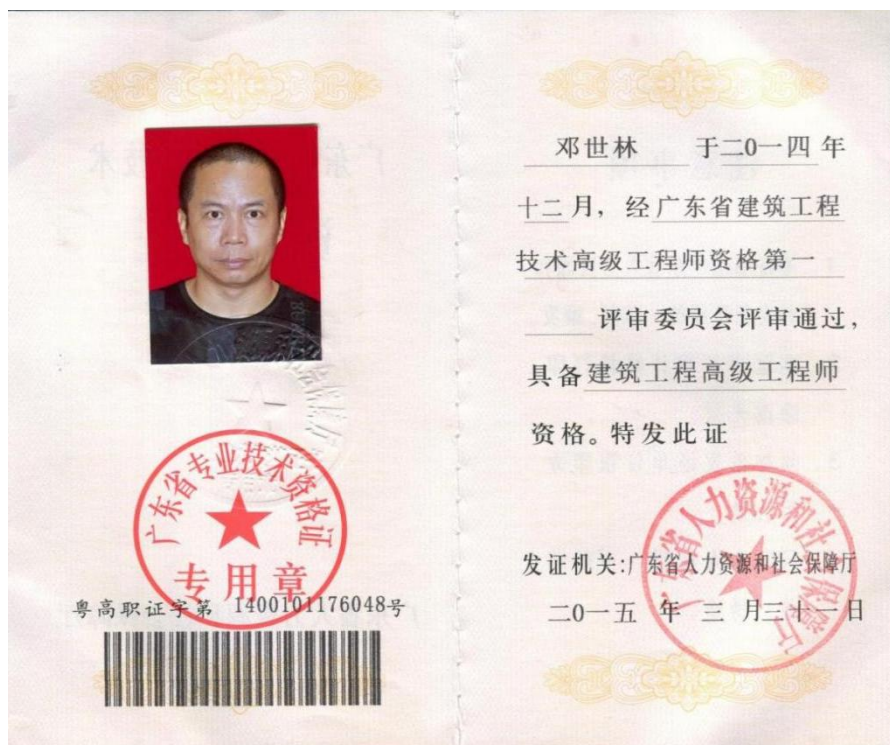 广东省专业技术资格证
专用章
粤高职证字第 1400101176048号
邓世林 于二0一四 年
十二月, 经广东省建筑工程
技术高级工程师资格第一
评审委员会评审通过,
具备建筑工程高级工程师
资格。特发此证
广东省人力资源和社会保障厅
发证机关:广东省人力资源和社会保障厅
二0一五 年 三 月三十一日